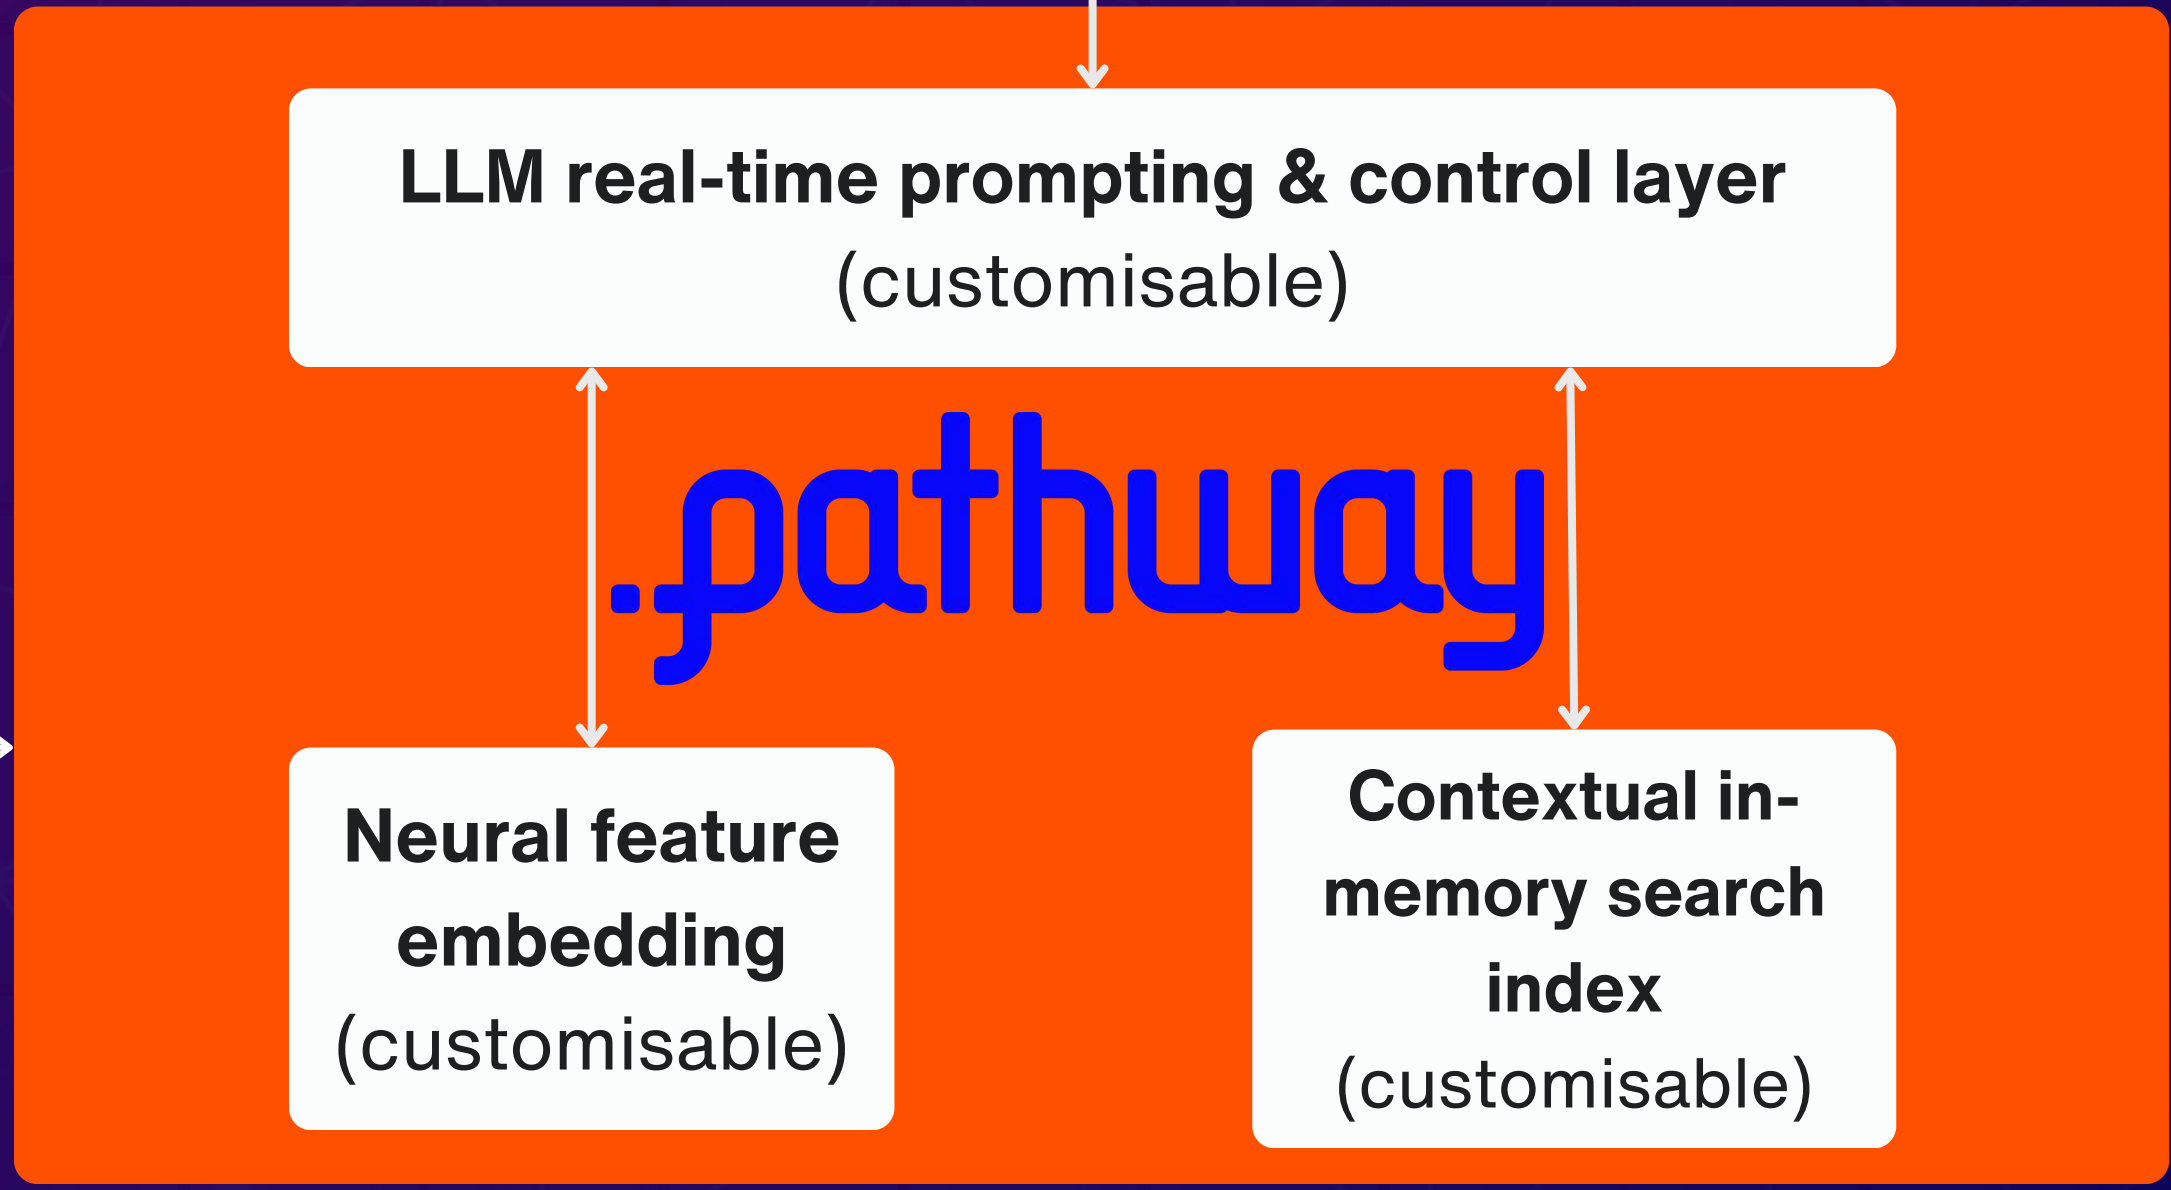 LLM real-time prompting & control layer
(customisable)
..pathway
Neural feature
embedding
(customisable)
Contextual in-
memory search
index
(customisable)